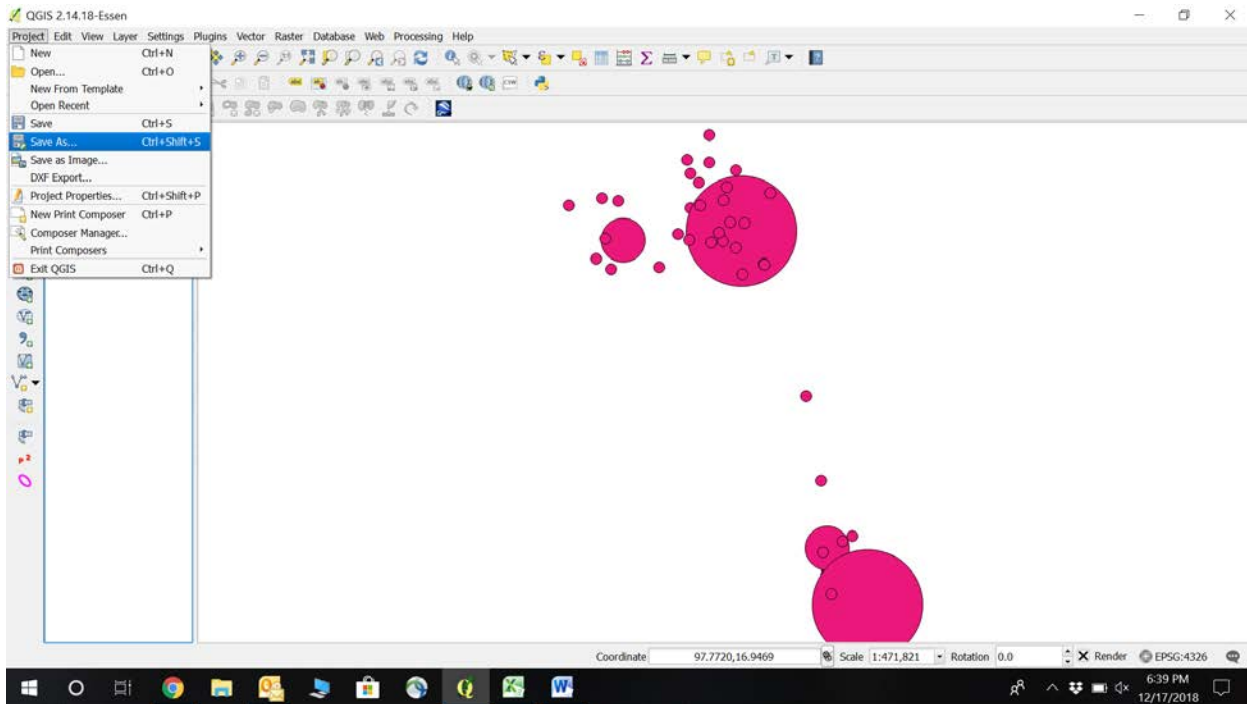 QGIS 2.14.18-Essen
Project Edit View Layer Settings Plugins Vector Raster Database Web Processing Help
New Ctrl+N
Open... Ctrl+O
New From Template
Open Recent
Save Ctrl+S
Save As... Ctrl+Shift+S
Save as Image...
DXF Export...
Project Properties... Ctrl+Shift+P
New Print Composer Ctrl+P
Composer Manager...
Print Composers
Exit QGIS Ctrl+Q
Coordinate 97.7720,16.9469 Scale 1:471,821 Rotation 0.0 Render EPSG:4326
6:39 PM
12/17/2018